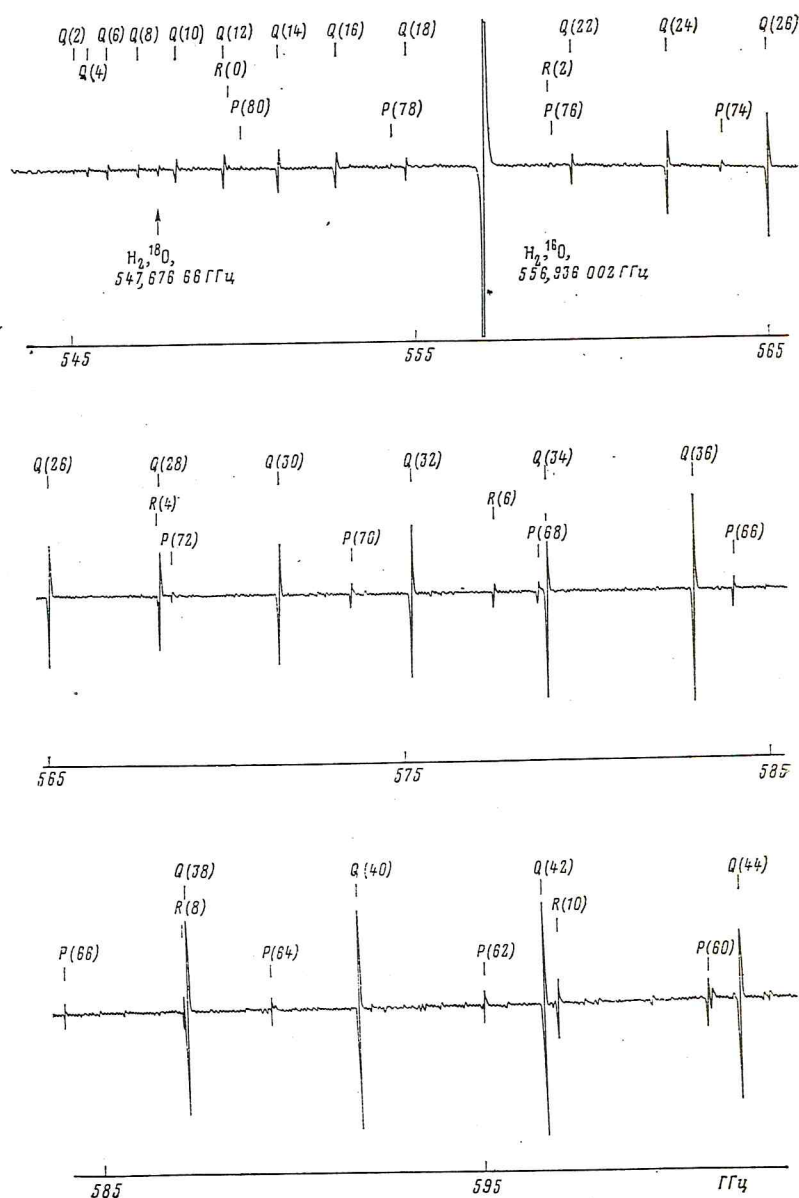 Q(2) Q(6) Q(8) Q(10) Q(12) Q(14) Q(16) Q(18) Q(22) Q(24) Q(26)
Q(4) R(0) R(2)
P(80) P(78) P(76) P(74)
H₂,¹⁸O, H₂,¹⁶O,
547,676 66 ГГц 556,936 002 ГГц
545 555 565
Q(26) Q(28) Q(30) Q(32) Q(34) Q(36)
R(4) R(6)
P(72) P(70) P(68) P(66)
565 575 585
Q(38) Q(40) Q(42) Q(44)
R(8) R(10)
P(66) P(64) P(62) P(60)
585 595 ГГц